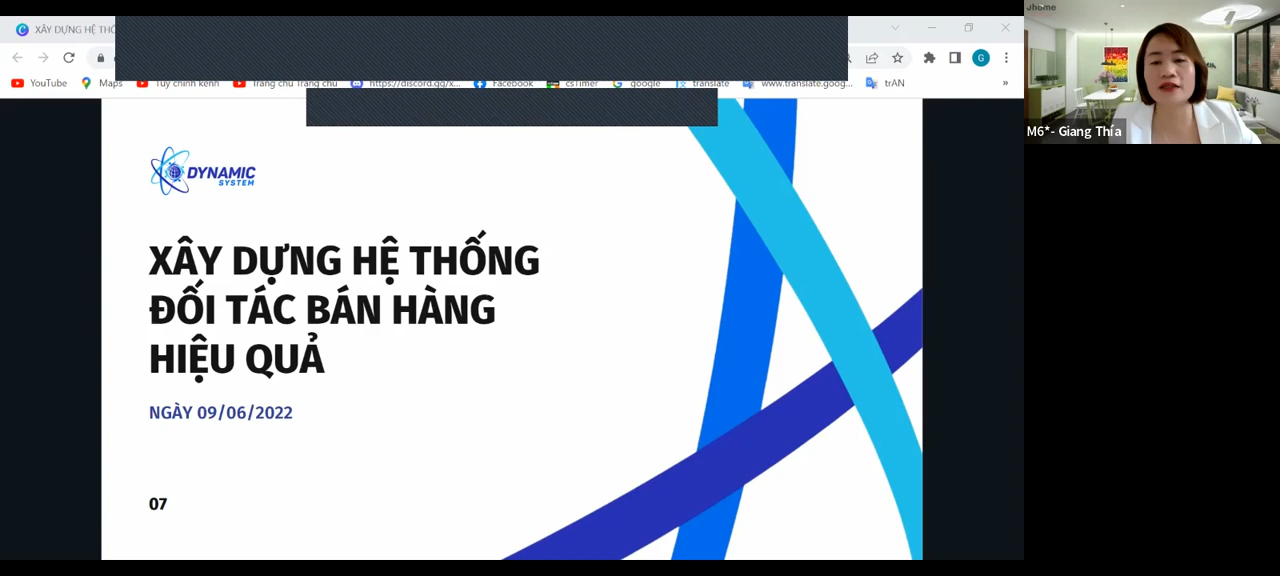 XÂY DỰNG HỆ THỐ
G
YouTube
Maps
Tùy chỉnh kênh
Trang chủ Trang chủ
https://discord.gg/x...
Facebook
csTimer
google
translate
www.translate.goog...
trAN
»
Jhome
M6*- Giang Thía
DYNAMIC
SYSTEM
XÂY DỰNG HỆ THỐNG
ĐỐI TÁC BÁN HÀNG
HIỆU QUẢ
NGÀY 09/06/2022
07